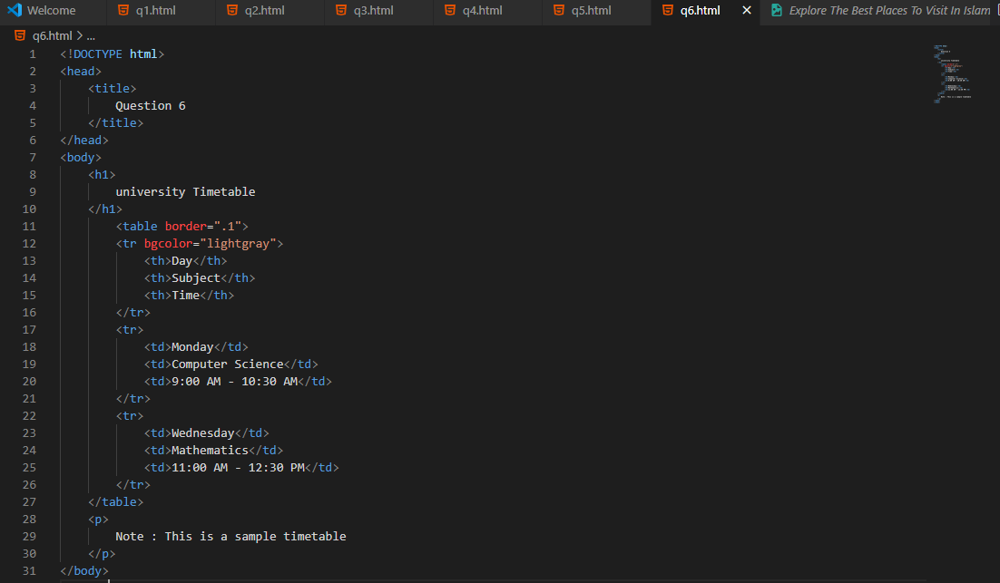 Welcome q1.html q2.html q3.html q4.html q5.html q6.html Explore The Best Places To Visit In Islam
q6.html > ...
1 <!DOCTYPE html>
2 <head>
3 <title>
4 Question 6
5 </title>
6 </head>
7 <body>
8 <h1>
9 university Timetable
10 </h1>
11 <table border=".1">
12 <tr bgcolor="lightgray">
13 <th>Day</th>
14 <th>Subject</th>
15 <th>Time</th>
16 </tr>
17 <tr>
18 <td>Monday</td>
19 <td>Computer Science</td>
20 <td>9:00 AM - 10:30 AM</td>
21 </tr>
22 <tr>
23 <td>Wednesday</td>
24 <td>Mathematics</td>
25 <td>11:00 AM - 12:30 PM</td>
26 </tr>
27 </table>
28 <p>
29 Note : This is a sample timetable
30 </p>
31 </body>